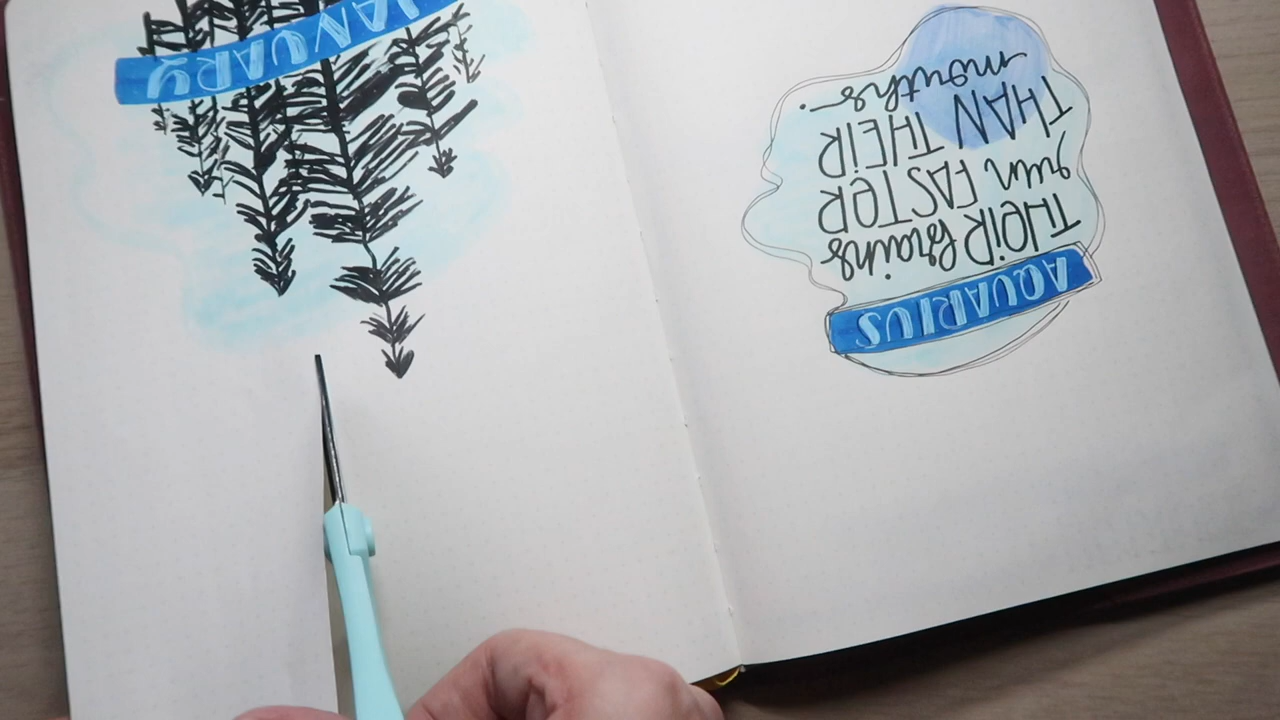 JANUARY
AQUARIUS
THEIR brains
run FASTER
THAN THEIR
mouths.